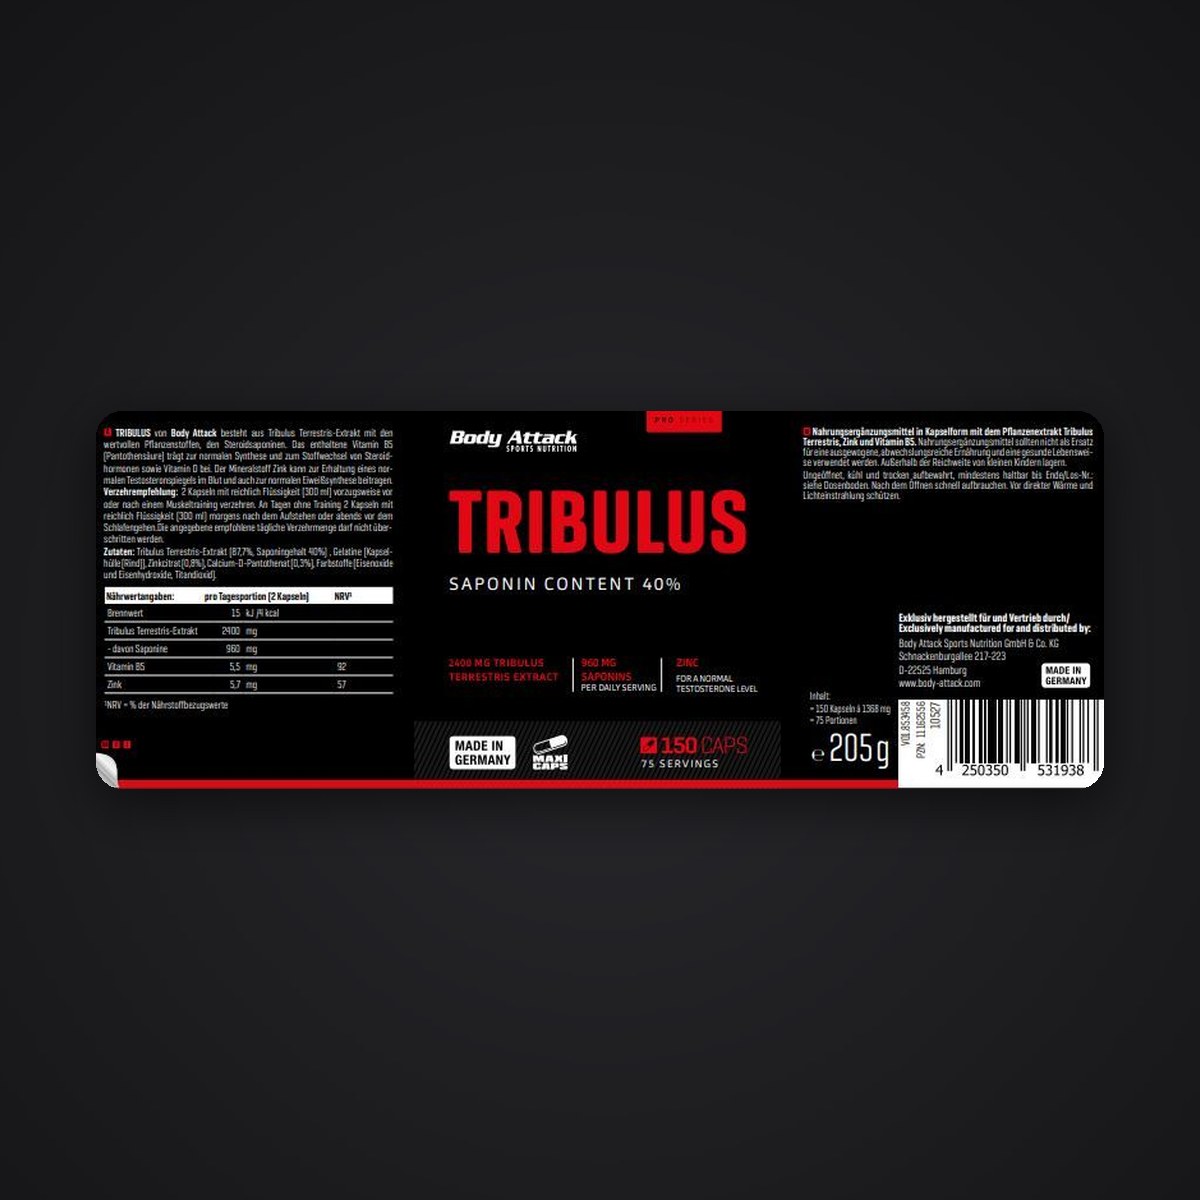 TRIBULUS von Body Attack besteht aus Tribulus Terrestris-Extrakt mit den
wertvollen Pflanzenstoffen, den Steroidsaponinen. Das enthaltene Vitamin B5
(Pantothensäure) trägt zur normalen Synthese und zum Stoffwechsel von Steroid-
hormonen sowie Vitamin D bei. Der Mineralstoff Zink kann zur Erhaltung eines nor-
malen Testosteronspiegels im Blut und auch zur normalen Eiweißsynthese beitragen.
Verzehrempfehlung: 2 Kapseln mit reichlich Flüssigkeit (300 ml) vorzugsweise vor
oder nach einem Muskeltraining verzehren. An Tagen ohne Training 2 Kapseln mit
reichlich Flüssigkeit (300 ml) morgens nach dem Aufstehen oder abends vor dem
Schlafengehen.Die angegebene empfohlene tägliche Verzehrmenge darf nicht über-
schritten werden.
Zutaten: Tribulus Terrestris-Extrakt (87,7%, Saponingehalt 40%) , Gelatine (Kapsel-
hülle(Rind)), Zinkcitrat(0,8%), Calcium-D-Pantothenat(0,3%), Farbstoffe(Eisenoxide
und Eisenhydroxide, Titandioxid).
Nährwertangaben: pro Tagesportion (2 Kapseln) NRV¹
Brennwert 15 kJ /4 kcal
Tribulus Terrestris-Extrakt 2400 mg
- davon Saponine 960 mg
Vitamin B5 5,5 mg 92
Zink 5,7 mg 57
¹NRV = % der Nährstoffbezugswerte
PRO SERIES
Body Attack
SPORTS NUTRITION
TRIBULUS
SAPONIN CONTENT 40%
2400 MG TRIBULUS
TERRESTRIS EXTRACT
960 MG
SAPONINS
PER DAILY SERVING
ZINC
FOR A NORMAL
TESTOSTERONE LEVEL
MADE IN
GERMANY
MAXI
CAPS
150 CAPS
75 SERVINGS
Nahrungsergänzungsmittel in Kapselform mit dem Pflanzenextrakt Tribulus
Terrestris, Zink und Vitamin B5. Nahrungsergänzungsmittel sollten nicht als Ersatz
für eine ausgewogene, abwechslungsreiche Ernährung und eine gesunde Lebenswei-
se verwendet werden. Außerhalb der Reichweite von kleinen Kindern lagern.
Ungeöffnet, kühl und trocken aufbewahrt, mindestens haltbar bis Ende/Los-Nr.:
siehe Dosenboden. Nach dem Öffnen schnell aufbrauchen. Vor direkter Wärme und
Lichteinstrahlung schützen.
Exklusiv hergestellt für und Vertrieb durch/
Exclusively manufactured for and distributed by:
Body Attack Sports Nutrition GmbH & Co. KG
Schnackenburgallee 217-223
D-22525 Hamburg
www.body-attack.com
MADE IN
GERMANY
Inhalt:
= 150 Kapseln á 1368 mg
= 75 Portionen
℮ 205g
PZN: 11162556
10527
4 250350 531938